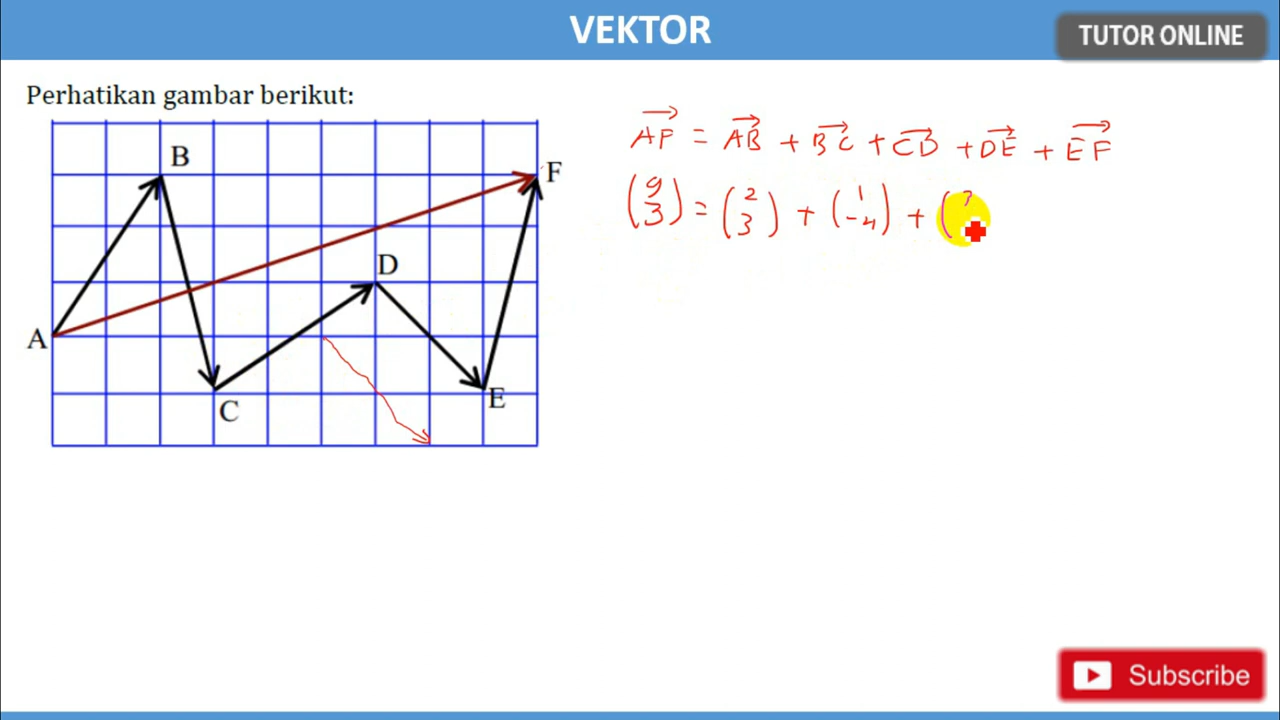 VEKTOR
TUTOR ONLINE
Perhatikan gambar berikut:
B
F
D
A
E
C
AF = AB + BC + CD + DE + EF
(9 3) = (2 3) + (1 -4) + (3
Subscribe